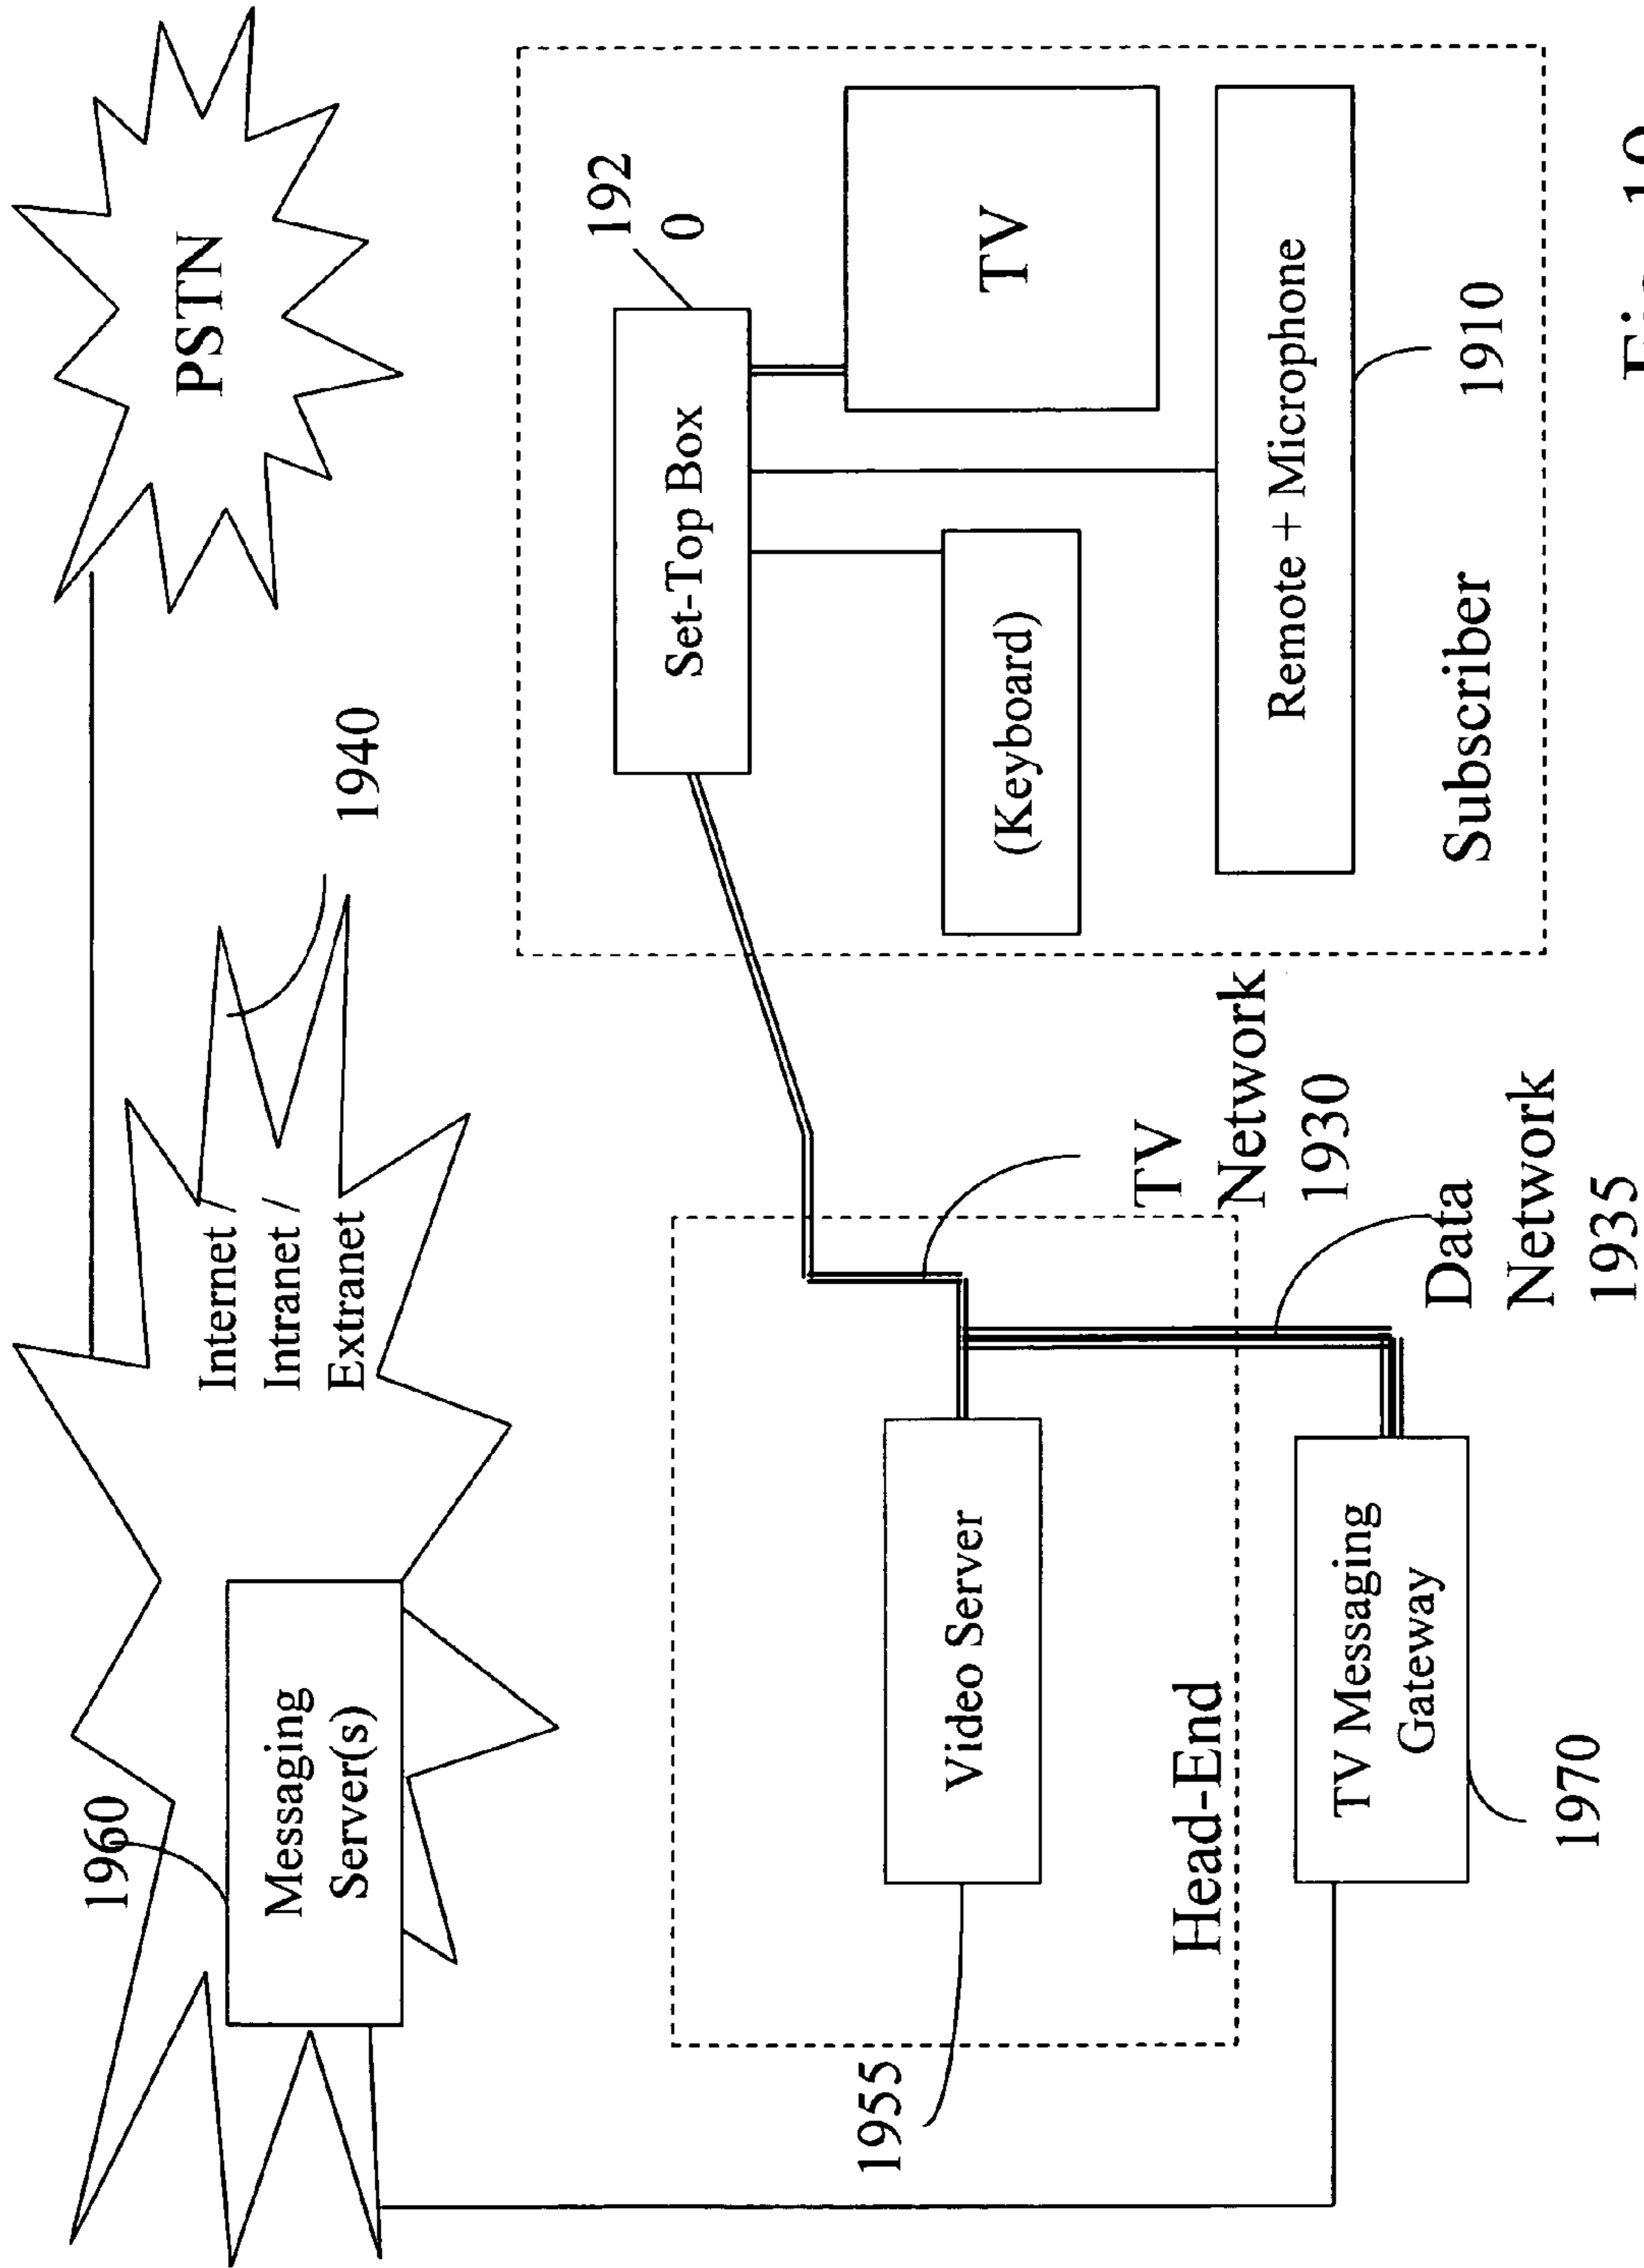 PSTN
1940
Internet /
Intranet /
Extranet
1960
Messaging
Server(s)
192
0
Set-Top Box
TV
(Keyboard)
Remote + Microphone
1910
Subscriber
TV
Network
1930
Data
Network
1935
1955
Video Server
Head-End
TV Messaging
Gateway
1970